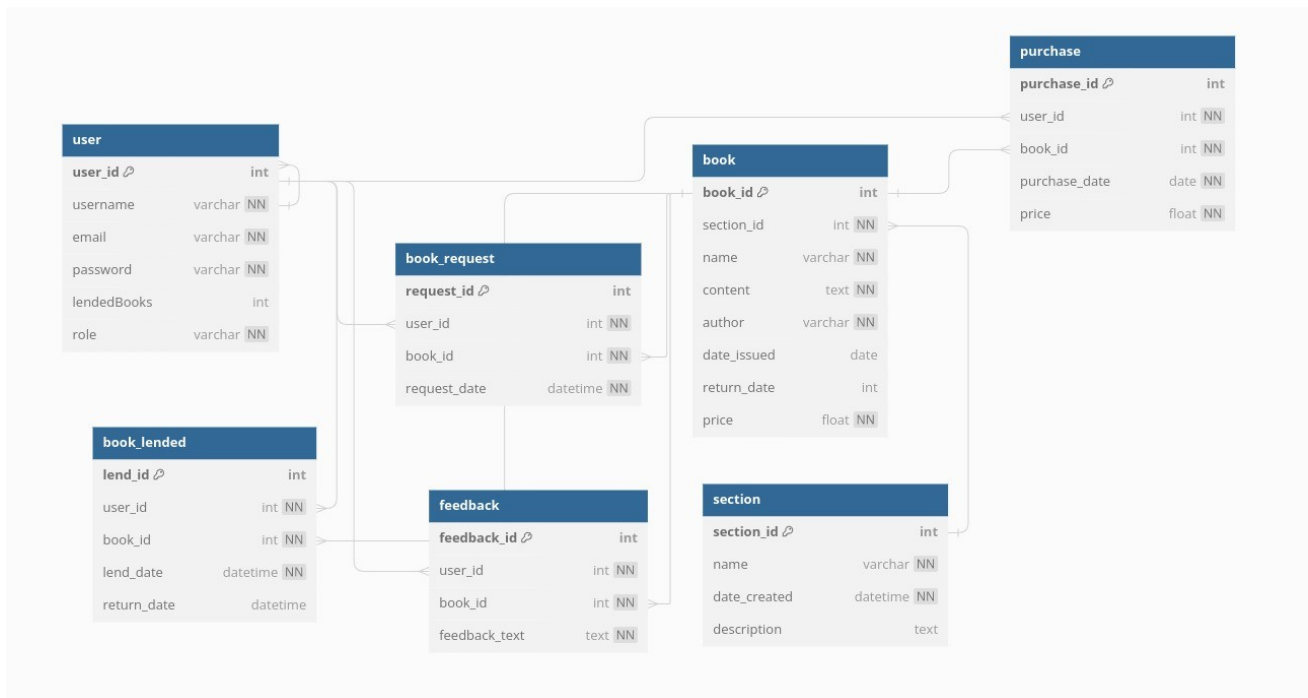 user
user_id int
username varchar NN
email varchar NN
password varchar NN
lendedBooks int
role varchar NN
book_lended
lend_id int
user_id int NN
book_id int NN
lend_date datetime NN
return_date datetime
book_request
request_id int
user_id int NN
book_id int NN
request_date datetime NN
feedback
feedback_id int
user_id int NN
book_id int NN
feedback_text text NN
book
book_id int
section_id int NN
name varchar NN
content text NN
author varchar NN
date_issued date
return_date int
price float NN
section
section_id int
name varchar NN
date_created datetime NN
description text
purchase
purchase_id int
user_id int NN
book_id int NN
purchase_date date NN
price float NN